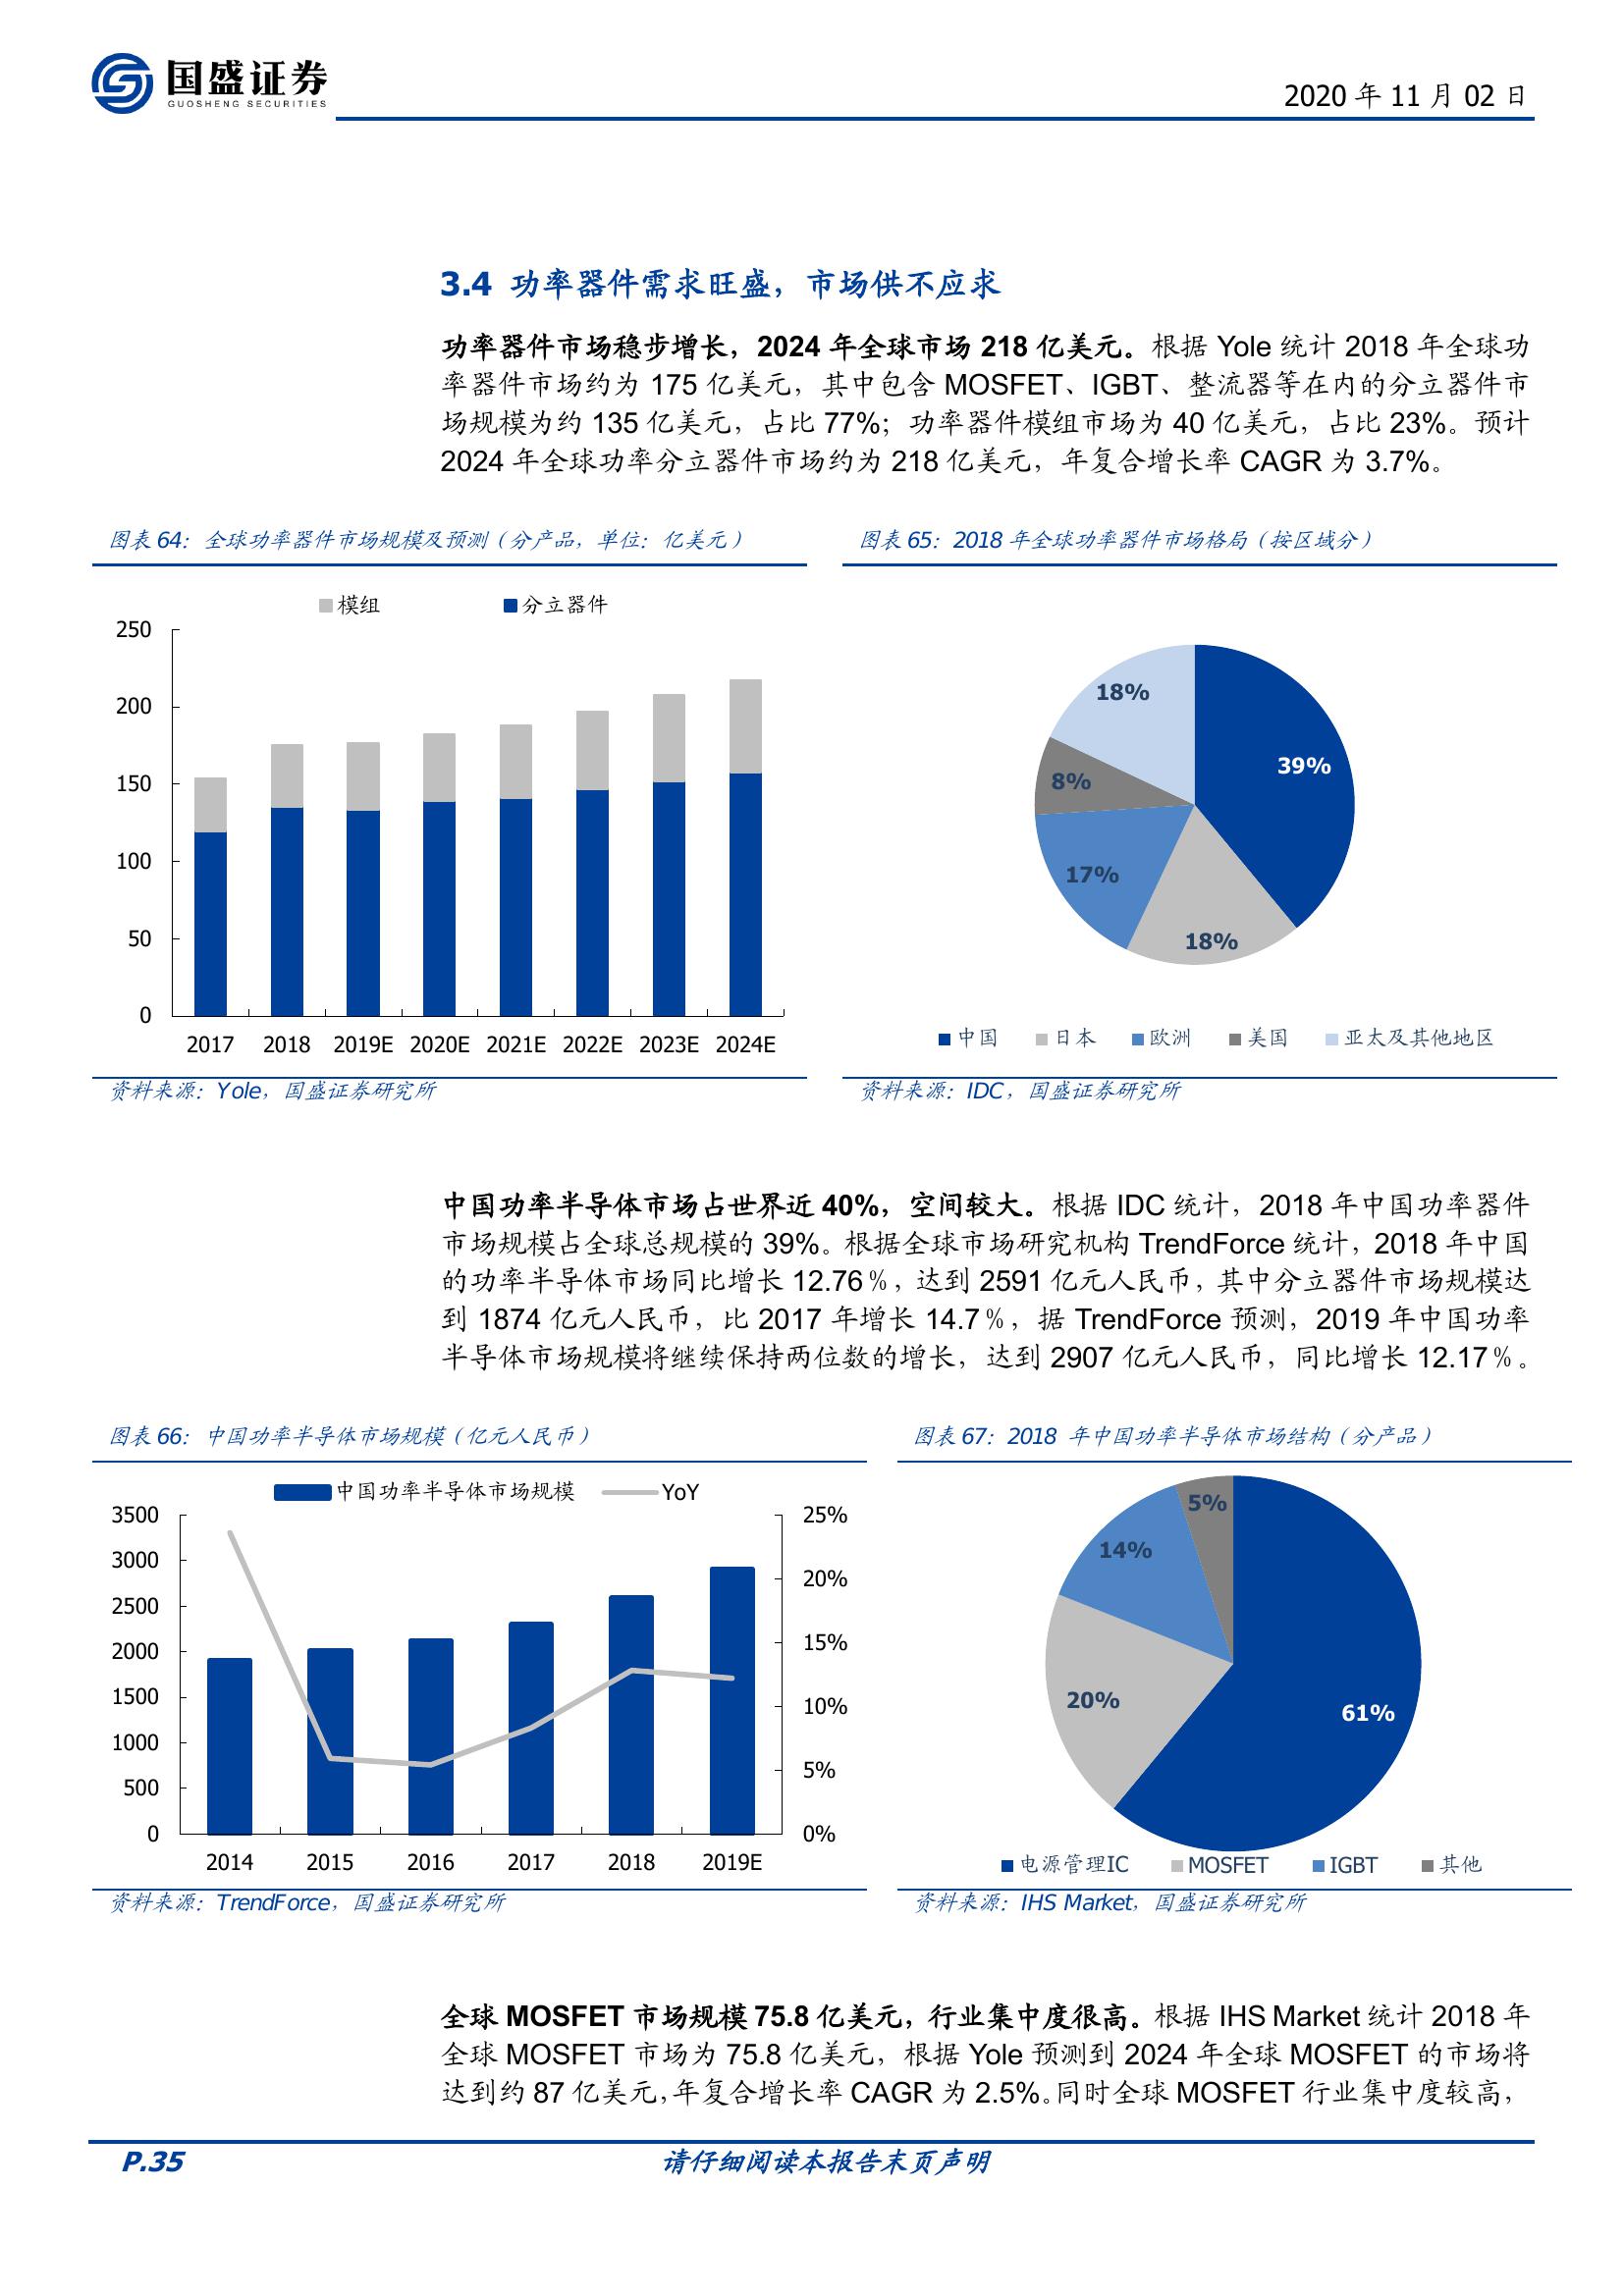 国盛证券
GUOSHENG SECURITIES
2020 年 11 月 02 日
3.4 功率器件需求旺盛，市场供不应求
功率器件市场稳步增长，2024 年全球市场 218 亿美元。根据 Yole 统计 2018 年全球功
率器件市场约为 175 亿美元，其中包含 MOSFET、IGBT、整流器等在内的分立器件市
场规模为约 135 亿美元，占比 77%；功率器件模组市场为 40 亿美元，占比 23%。预计
2024 年全球功率分立器件市场约为 218 亿美元，年复合增长率 CAGR 为 3.7%。
图表 64：全球功率器件市场规模及预测（分产品，单位：亿美元）
模组 分立器件
250
200
150
100
50
0
2017 2018 2019E 2020E 2021E 2022E 2023E 2024E
资料来源：Yole，国盛证券研究所
图表 65：2018 年全球功率器件市场格局（按区域分）
18%
39%
8%
17%
18%
中国 日本 欧洲 美国 亚太及其他地区
资料来源：IDC，国盛证券研究所
中国功率半导体市场占世界近 40%，空间较大。根据 IDC 统计，2018 年中国功率器件
市场规模占全球总规模的 39%。根据全球市场研究机构 TrendForce 统计，2018 年中国
的功率半导体市场同比增长 12.76％，达到 2591 亿元人民币，其中分立器件市场规模达
到 1874 亿元人民币，比 2017 年增长 14.7％，据 TrendForce 预测，2019 年中国功率
半导体市场规模将继续保持两位数的增长，达到 2907 亿元人民币，同比增长 12.17％。
图表 66：中国功率半导体市场规模（亿元人民币）
中国功率半导体市场规模 YoY
3500 25%
3000
2500 20%
2000 15%
1500
1000 10%
500 5%
0 0%
2014 2015 2016 2017 2018 2019E
资料来源：TrendForce，国盛证券研究所
图表 67：2018 年中国功率半导体市场结构（分产品）
5%
14%
20%
61%
电源管理IC MOSFET IGBT 其他
资料来源：IHS Market，国盛证券研究所
全球 MOSFET 市场规模 75.8 亿美元，行业集中度很高。根据 IHS Market 统计 2018 年
全球 MOSFET 市场为 75.8 亿美元，根据 Yole 预测到 2024 年全球 MOSFET 的市场将
达到约 87 亿美元，年复合增长率 CAGR 为 2.5%。同时全球 MOSFET 行业集中度较高，
P.35 请仔细阅读本报告末页声明